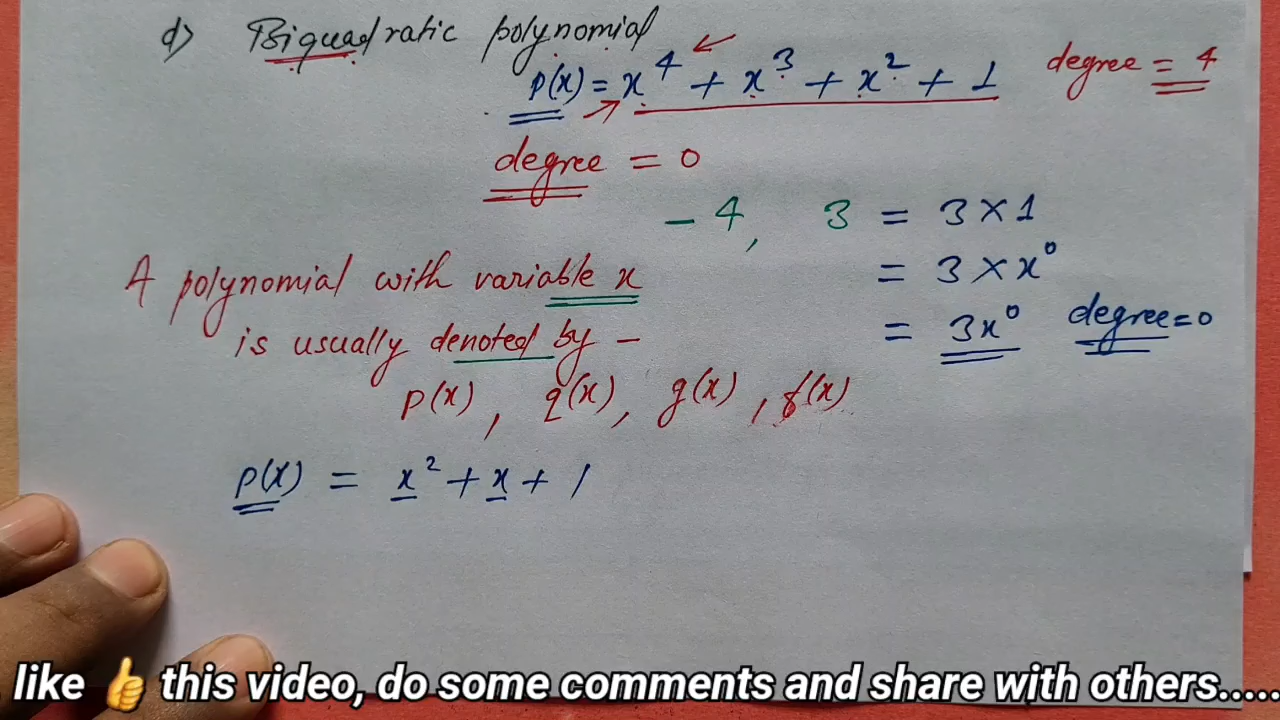 d) Biquadratic polynomial
p(x) = x⁴ + x³ + x² + 1 degree = 4
degree = 0
- 4, 3 = 3 × 1
= 3 × x⁰
= 3x⁰ degree = 0
A polynomial with variable x
is usually denoted by -
p(x), q(x), g(x), f(x)
p(x) = x² + x + 1
like 👍 this video, do some comments and share with others.....